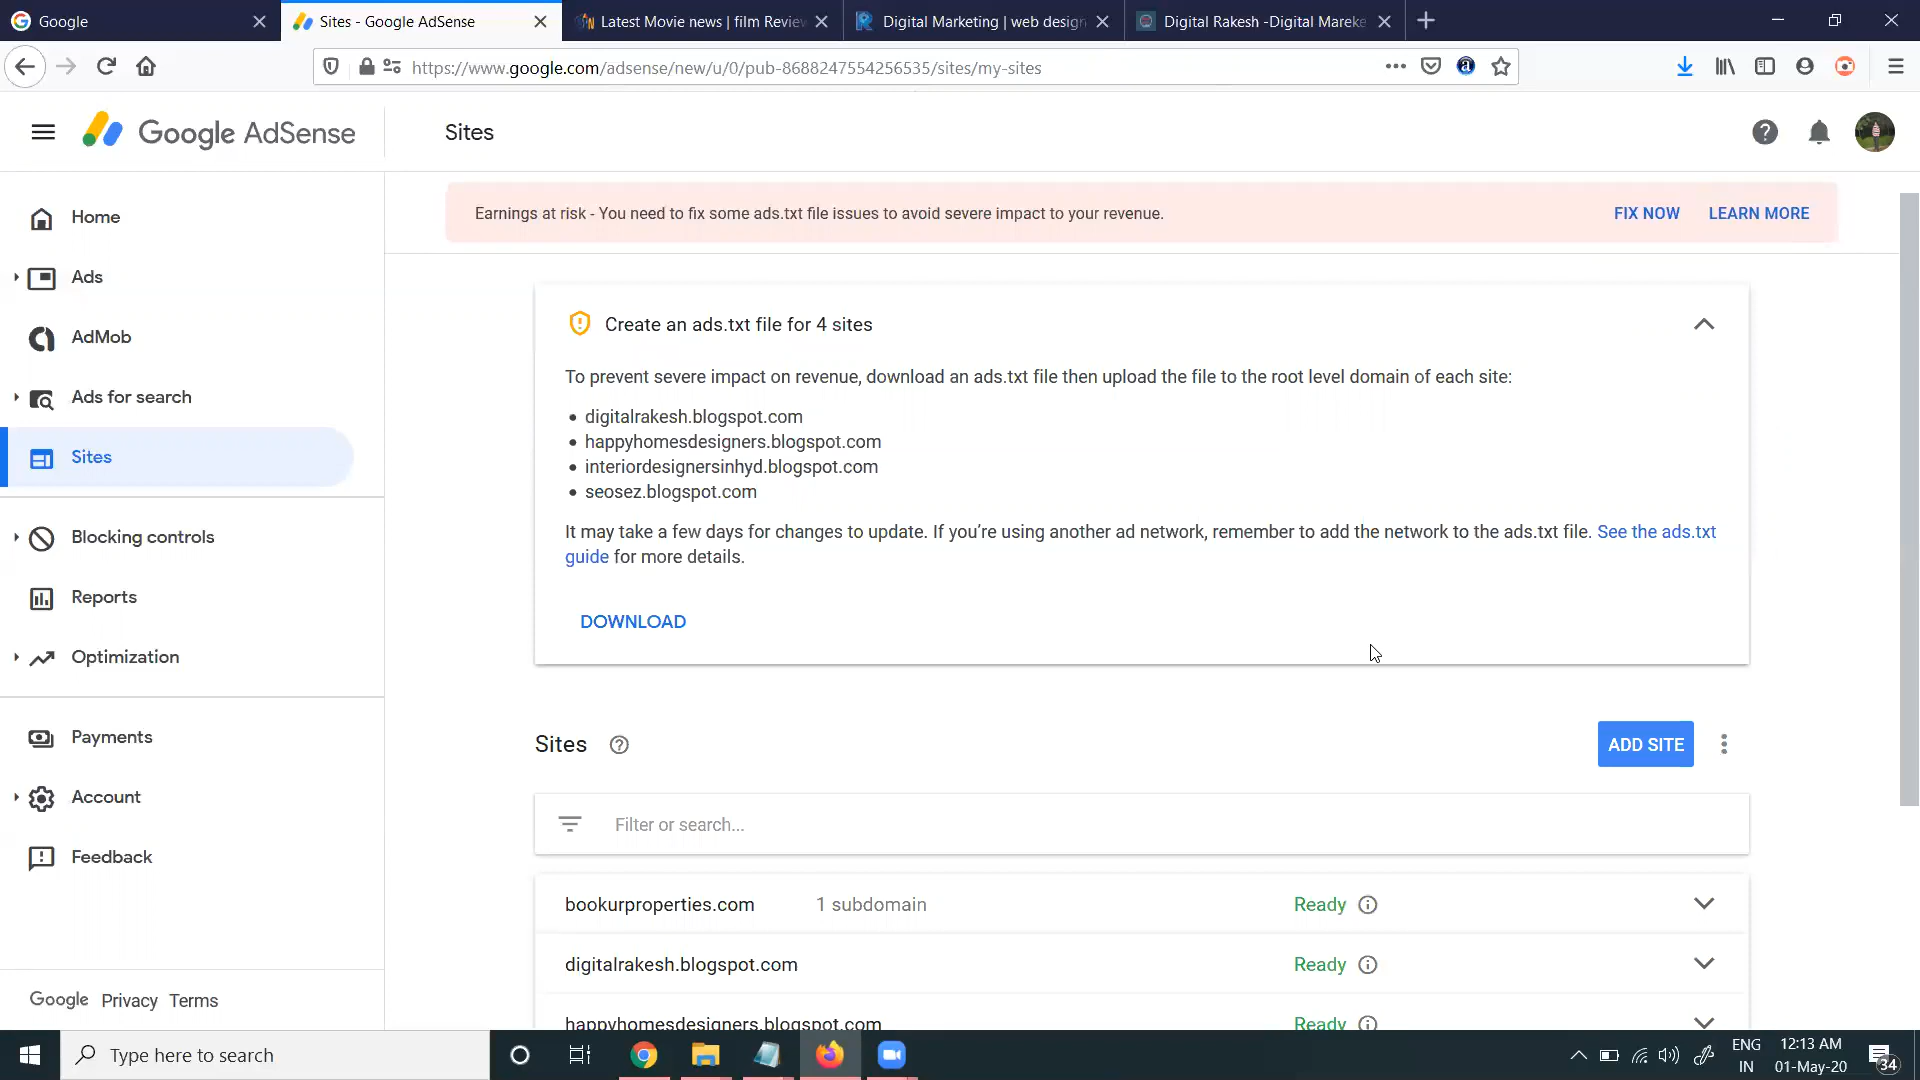 Google
Sites - Google AdSense
Latest Movie news | film Revie
Digital Marketing | web design
Digital Rakesh -Digital Mareke
https://www.google.com/adsense/new/u/0/pub-8688247554256535/sites/my-sites
Google AdSense
Sites
Home
Ads
AdMob
Ads for search
Sites
Blocking controls
Reports
Optimization
Payments
Account
Feedback
Google Privacy Terms
Earnings at risk - You need to fix some ads.txt file issues to avoid severe impact to your revenue.
FIX NOW
LEARN MORE
Create an ads.txt file for 4 sites
To prevent severe impact on revenue, download an ads.txt file then upload the file to the root level domain of each site:
• digitalrakesh.blogspot.com
• happyhomesdesigners.blogspot.com
• interiordesignersinhyd.blogspot.com
• seosez.blogspot.com
It may take a few days for changes to update. If you’re using another ad network, remember to add the network to the ads.txt file. See the ads.txt
guide for more details.
DOWNLOAD
Sites
ADD SITE
Filter or search...
bookurproperties.com 1 subdomain Ready
digitalrakesh.blogspot.com Ready
happyhomesdesigners.blogspot.com Ready
Type here to search
ENG
IN
12:13 AM
01-May-20
34